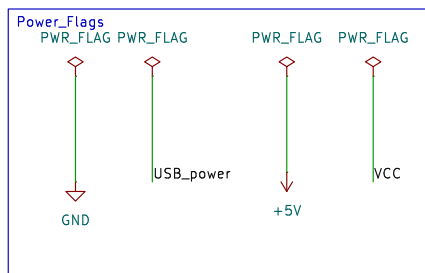 Power_Flags
PWR_FLAG PWR_FLAG PWR_FLAG PWR_FLAG
USB_power VCC
GND +5V